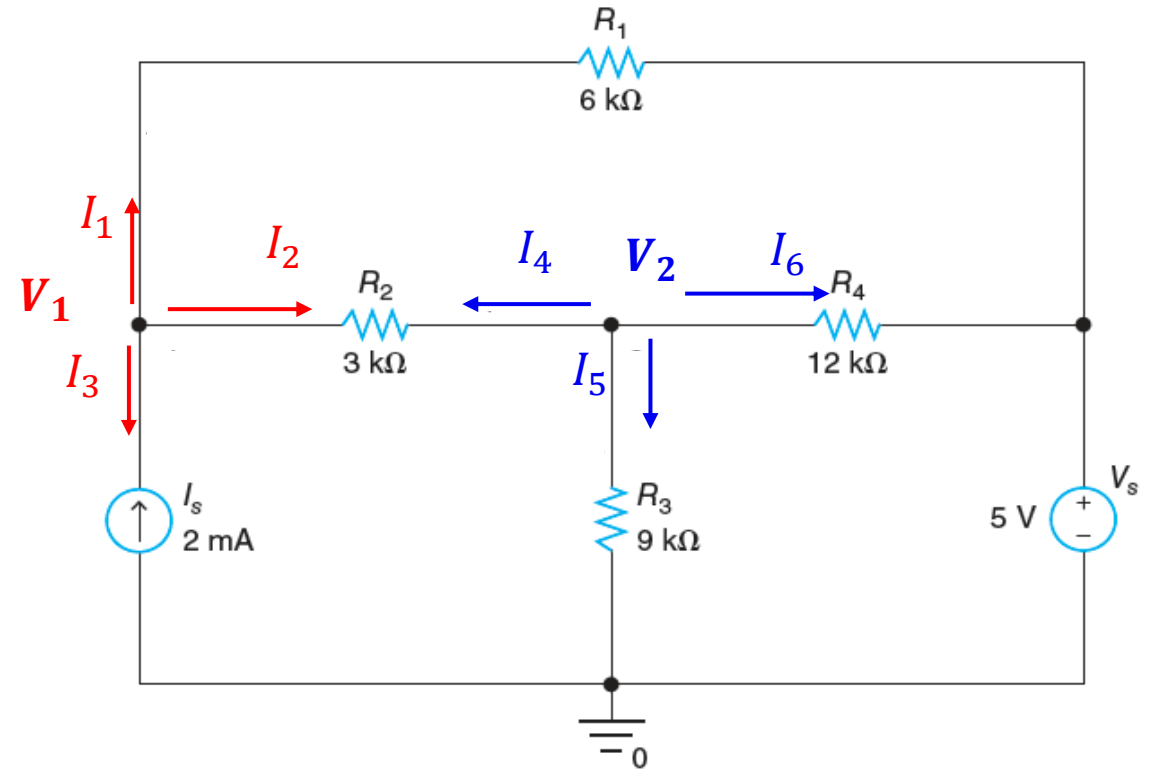 R₁
6 kΩ
I₁
I₂
I₄
V₂
I₆
V₁
R₂
R₄
3 kΩ
12 kΩ
I₃
I₅
Iₛ
2 mA
R₃
9 kΩ
Vₛ
5 V
+
−
0